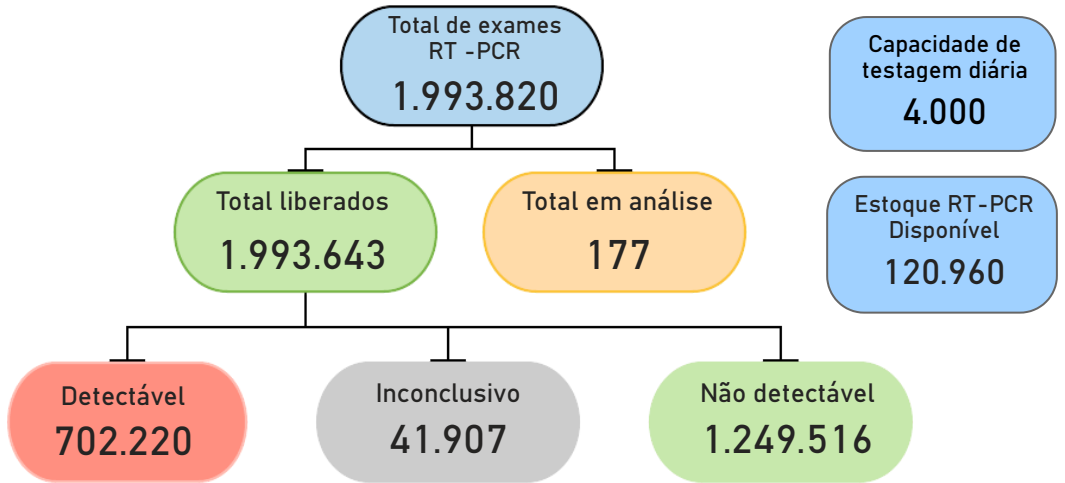 Total de exames
RT -PCR
1.993.820
Capacidade de
testagem diária
4.000
Total liberados
1.993.643
Total em análise
177
Estoque RT-PCR
Disponível
120.960
Detectável
702.220
Inconclusivo
41.907
Não detectável
1.249.516